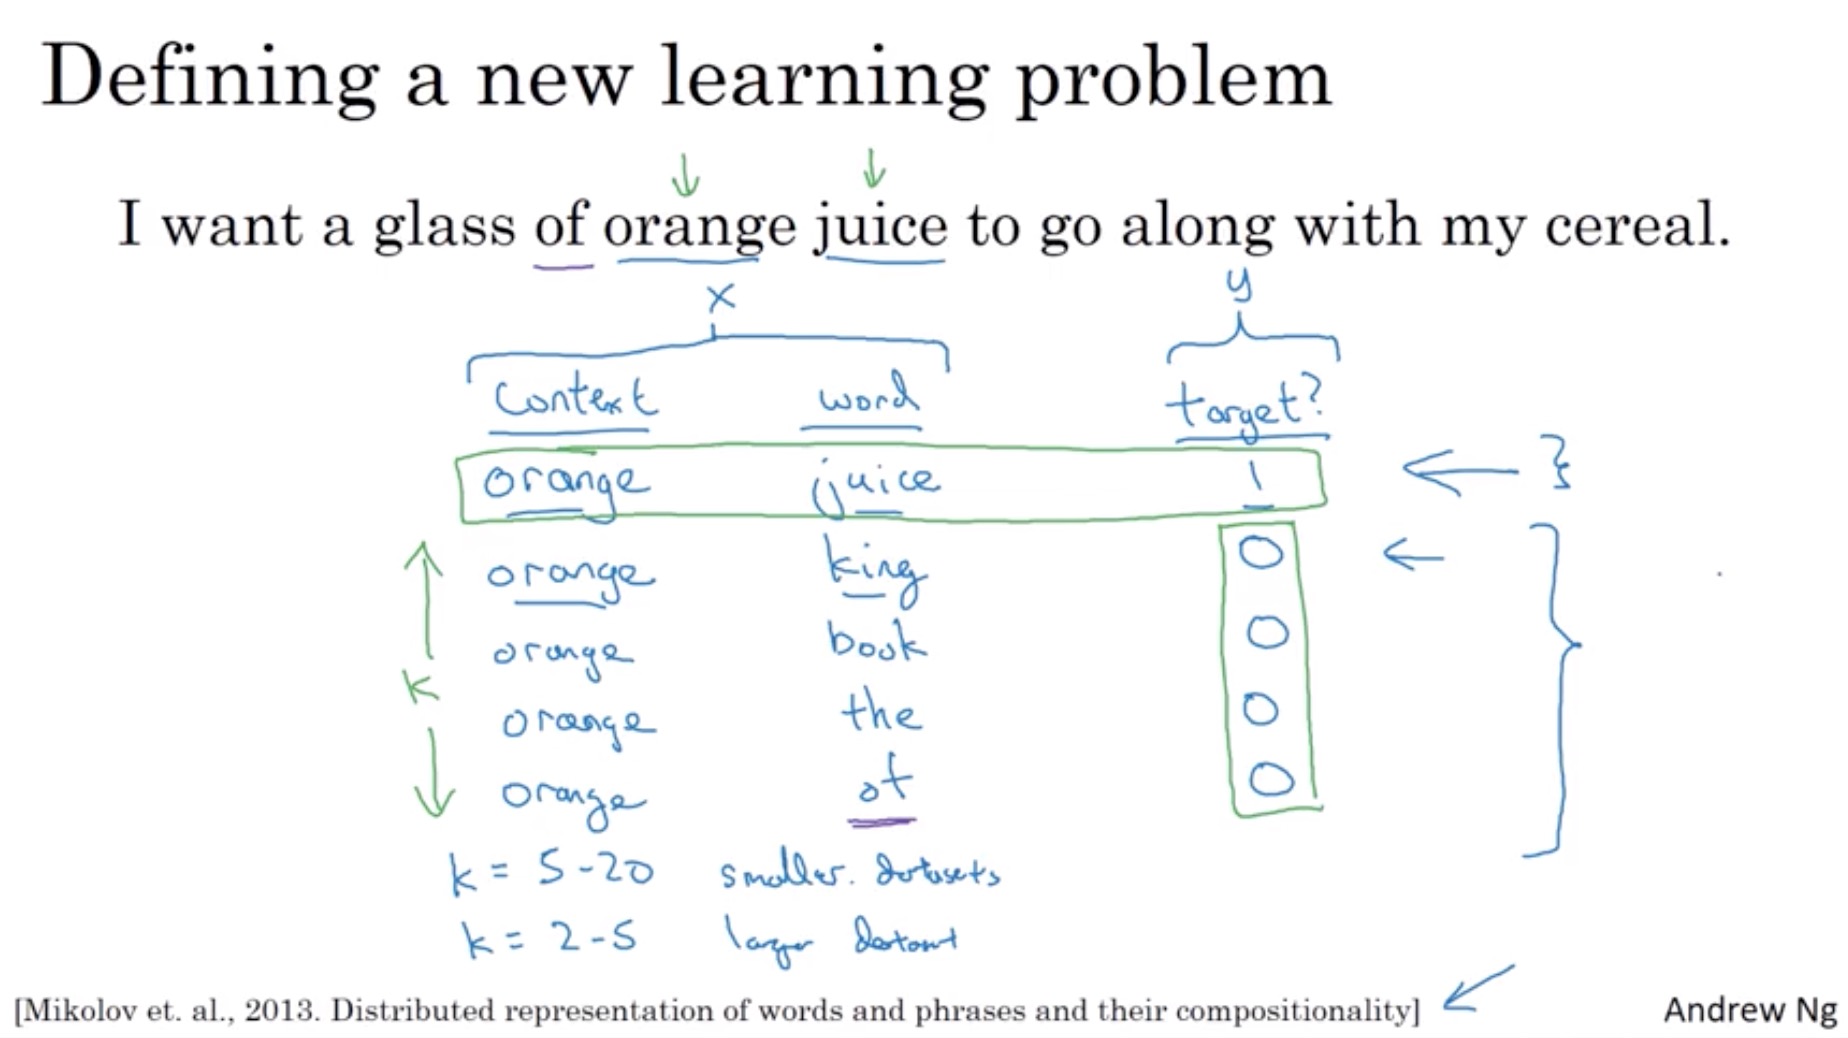 Defining a new learning problem
I want a glass of orange juice to go along with my cereal.
x y
Context word target?
orange juice 1
orange king 0
orange book 0
orange the 0
orange of 0
k
k = 5-20 smaller datasets
k = 2-5 larger dataset
[Mikolov et. al., 2013. Distributed representation of words and phrases and their compositionality] Andrew Ng